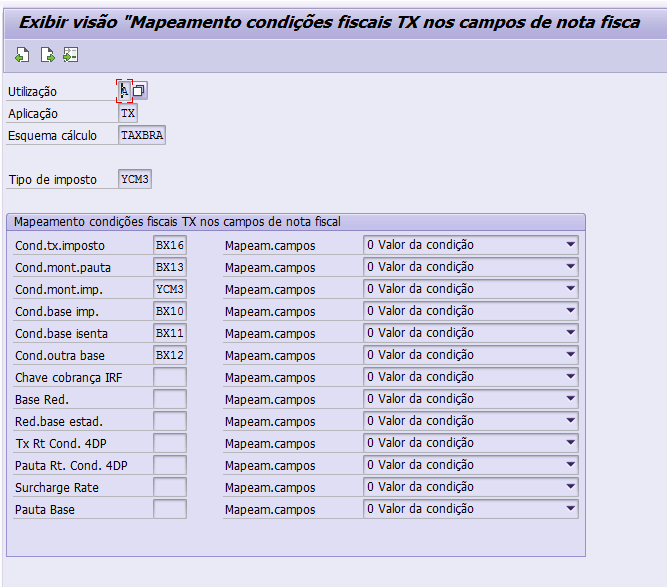 Exibir visão "Mapeamento condições fiscais TX nos campos de nota fisca
Utilização A
Aplicação TX
Esquema cálculo TAXBRA
Tipo de imposto YCM3
Mapeamento condições fiscais TX nos campos de nota fiscal
Cond.tx.imposto BX16 Mapeam.campos 0 Valor da condição
Cond.mont.pauta BX13 Mapeam.campos 0 Valor da condição
Cond.mont.imp. YCM3 Mapeam.campos 0 Valor da condição
Cond.base imp. BX10 Mapeam.campos 0 Valor da condição
Cond.base isenta BX11 Mapeam.campos 0 Valor da condição
Cond.outra base BX12 Mapeam.campos 0 Valor da condição
Chave cobrança IRF Mapeam.campos 0 Valor da condição
Base Red. Mapeam.campos 0 Valor da condição
Red.base estad. Mapeam.campos 0 Valor da condição
Tx Rt Cond. 4DP Mapeam.campos 0 Valor da condição
Pauta Rt. Cond. 4DP Mapeam.campos 0 Valor da condição
Surcharge Rate Mapeam.campos 0 Valor da condição
Pauta Base Mapeam.campos 0 Valor da condição